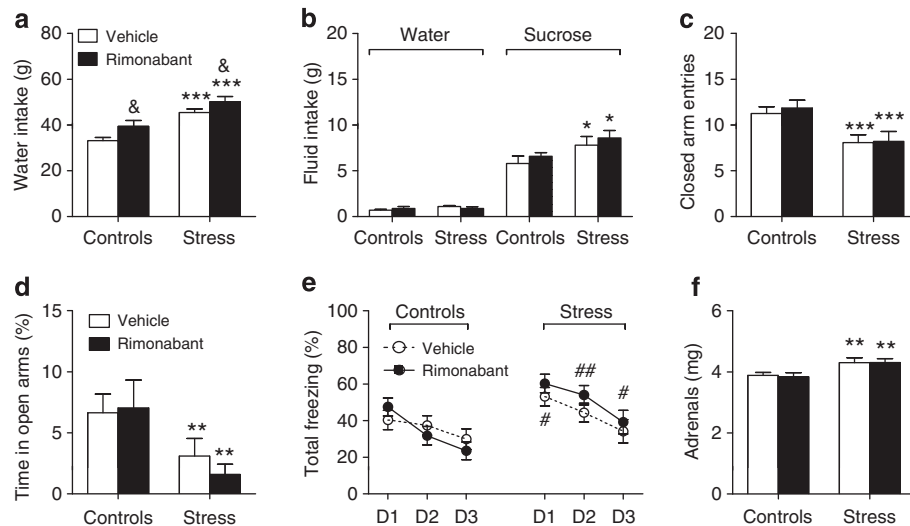 a
Water intake (g)
80
60
40
20
0
Vehicle
Rimonabant
&
***
&
***
Controls Stress
b
Fluid intake (g)
20
15
10
5
0
Water Sucrose
* *
Controls Stress Controls Stress
c
Closed arm entries
20
15
10
5
0
*** ***
Controls Stress
d
Time in open arms (%)
15
10
5
0
Vehicle
Rimonabant
**
**
Controls Stress
e
Total freezing (%)
100
80
60
40
20
0
Controls Stress
Vehicle
Rimonabant
##
#
#
D1 D2 D3 D1 D2 D3
f
Adrenals (mg)
6
4
2
0
** **
Controls Stress